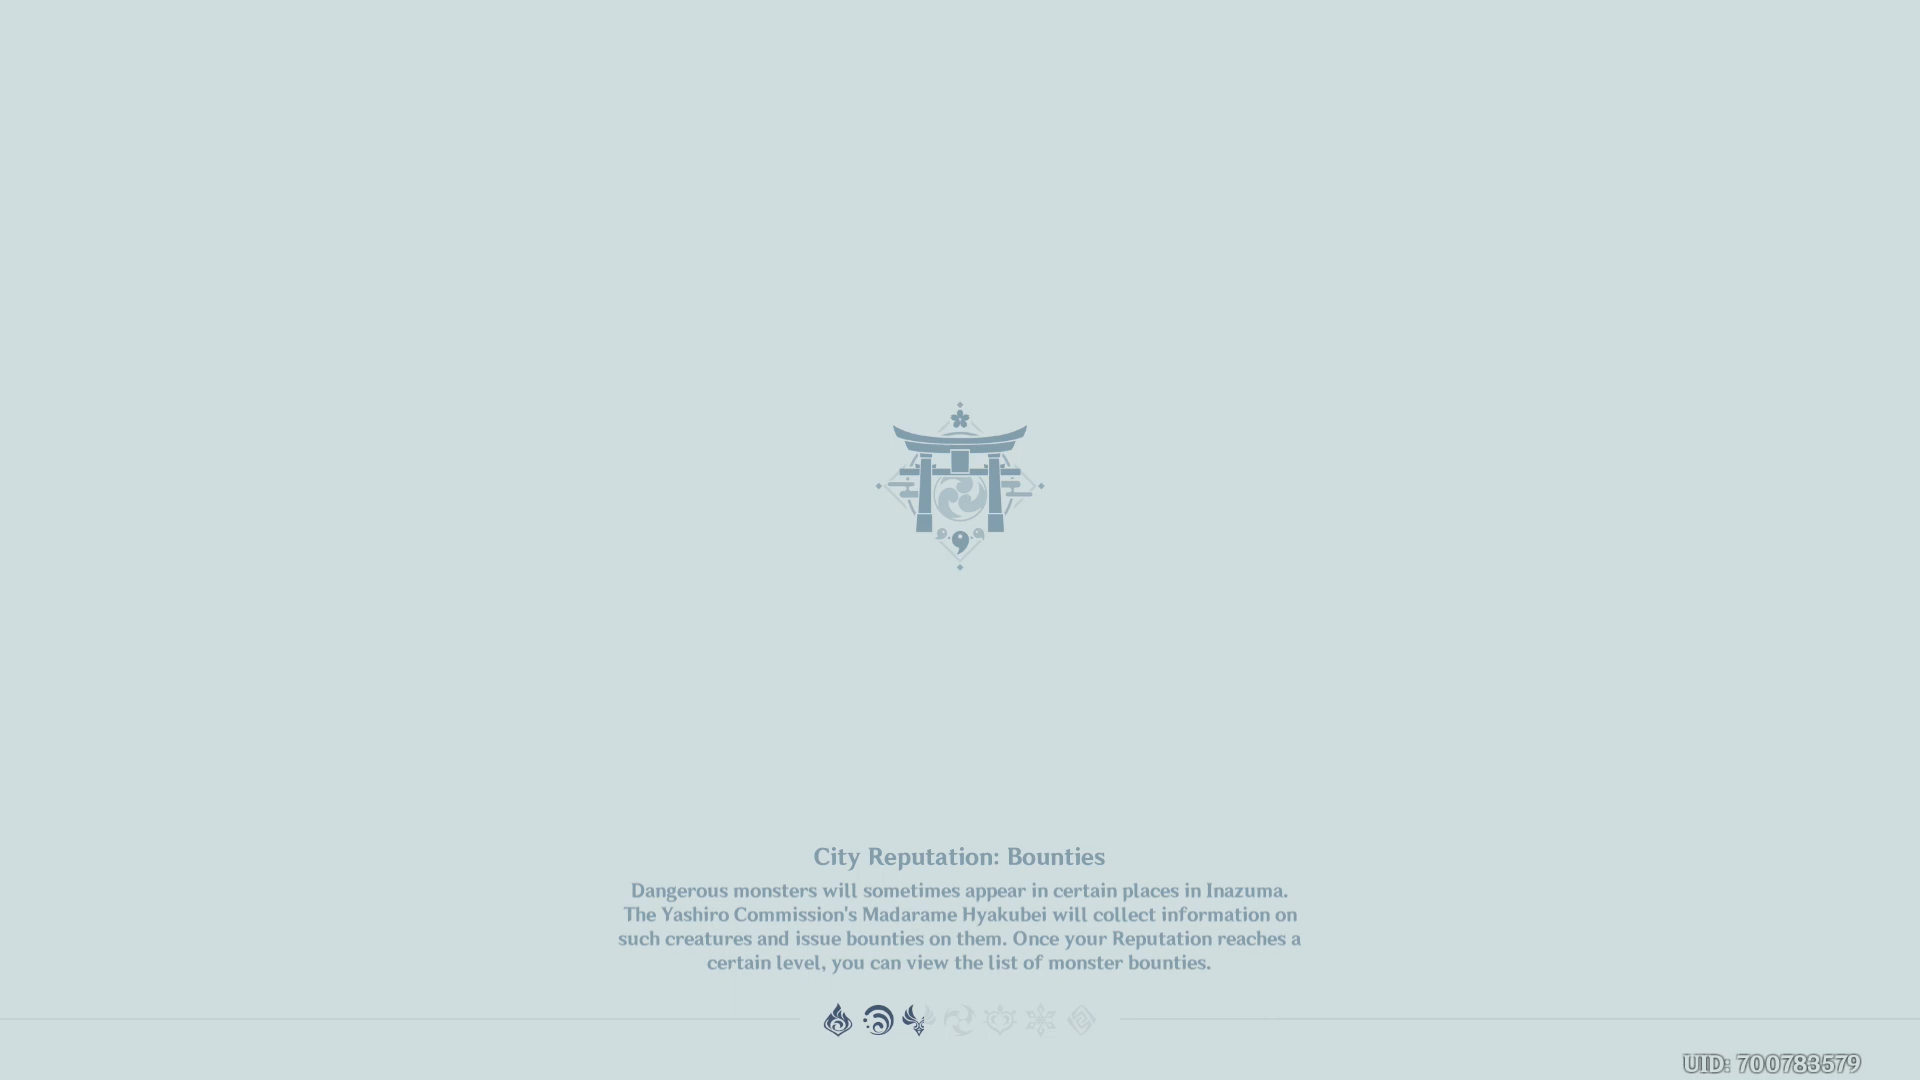 City Reputation: Bounties
Dangerous monsters will sometimes appear in certain places in Inazuma.
The Yashiro Commission's Madarame Hyakubei will collect information on
such creatures and issue bounties on them. Once your Reputation reaches a
certain level, you can view the list of monster bounties.
UID: 700783579